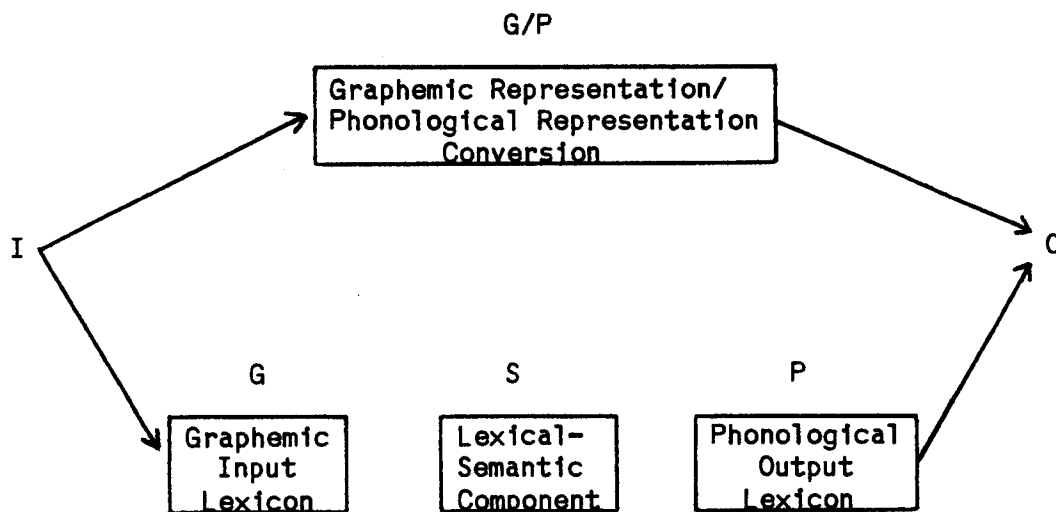 G/P
Graphemic Representation/
Phonological Representation
Conversion
I
G
S
P
Graphemic
Input
Lexicon
Lexical-
Semantic
Component
Phonological
Output
Lexicon